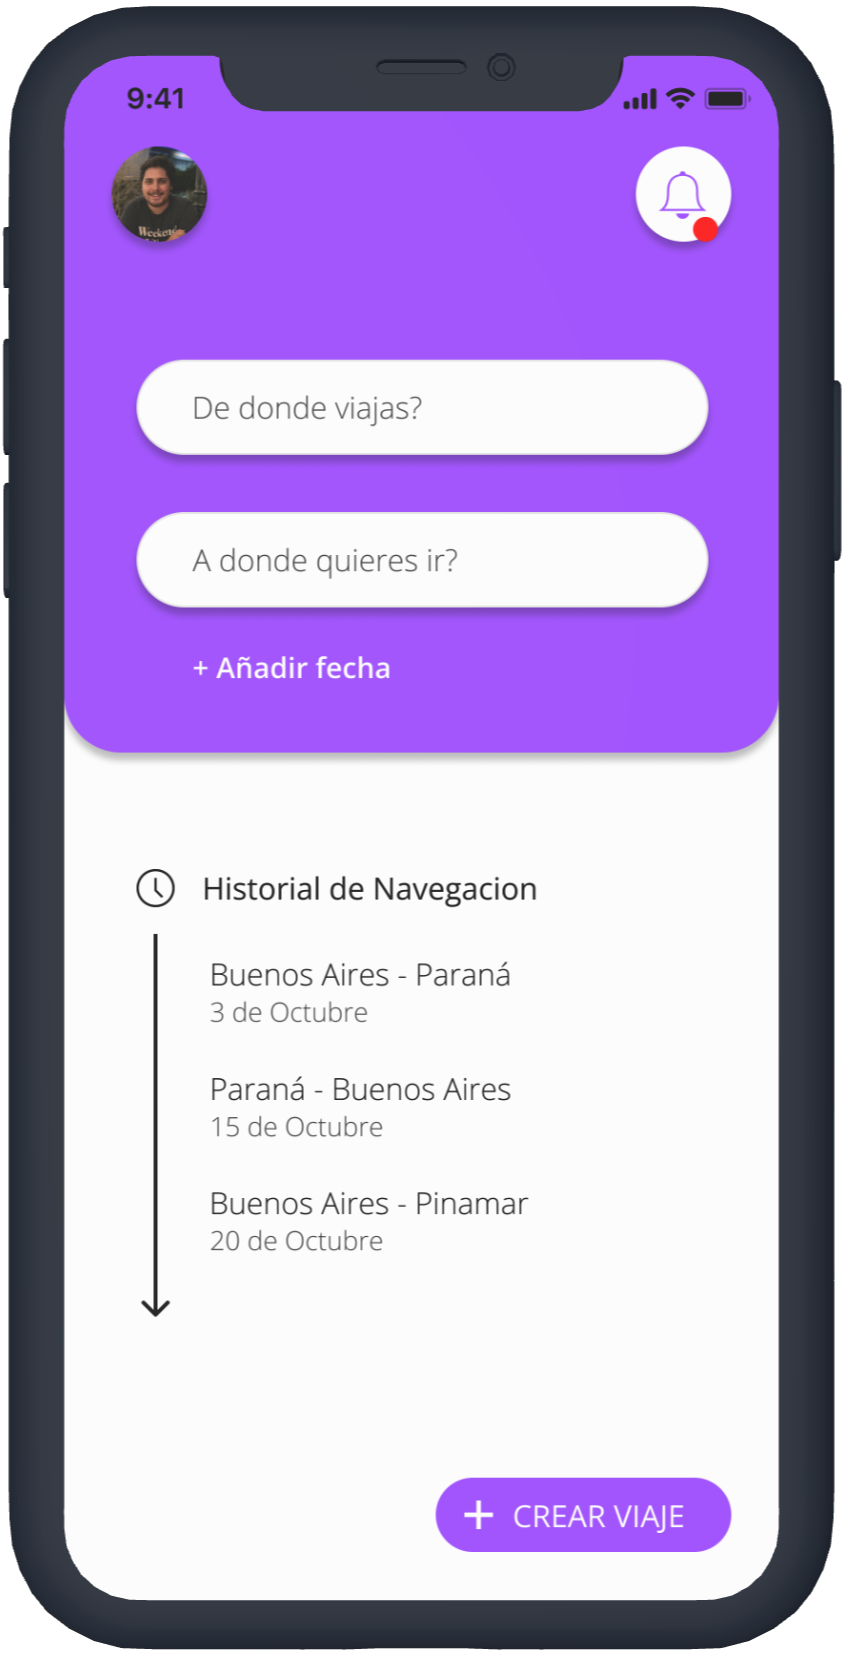 9:41
Weekend
De donde viajas?
A donde quieres ir?
+ Añadir fecha
Historial de Navegacion
Buenos Aires - Paraná
3 de Octubre
Paraná - Buenos Aires
15 de Octubre
Buenos Aires - Pinamar
20 de Octubre
+ CREAR VIAJE